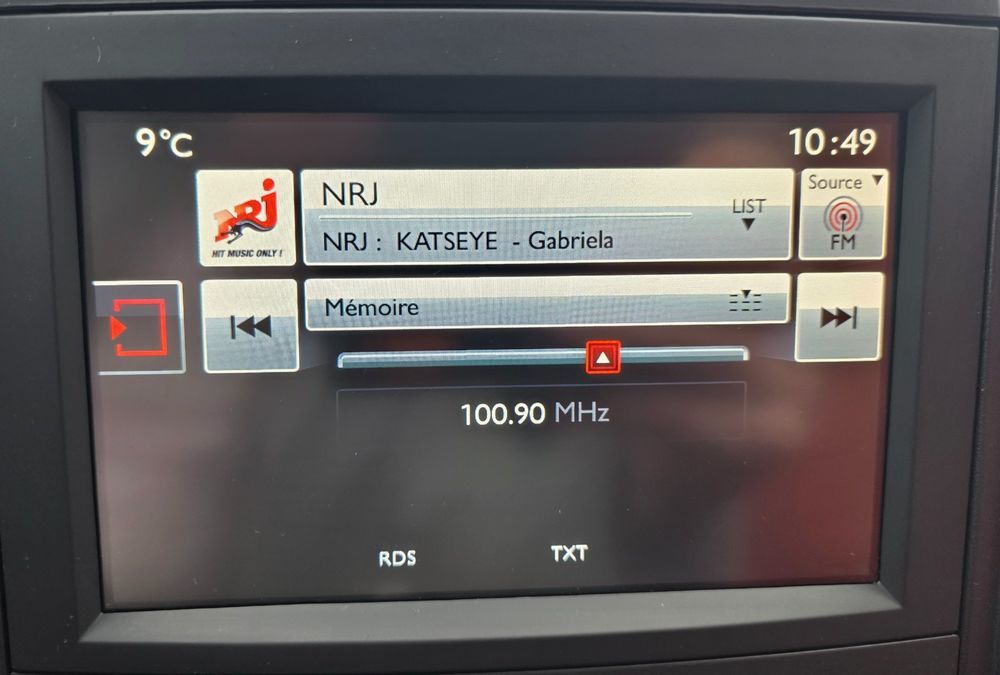 9°C
10:49
NRJ
HIT MUSIC ONLY !
NRJ
LIST
NRJ : KATSEYE - Gabriela
Source
FM
Mémoire
100.90 MHz
RDS
TXT